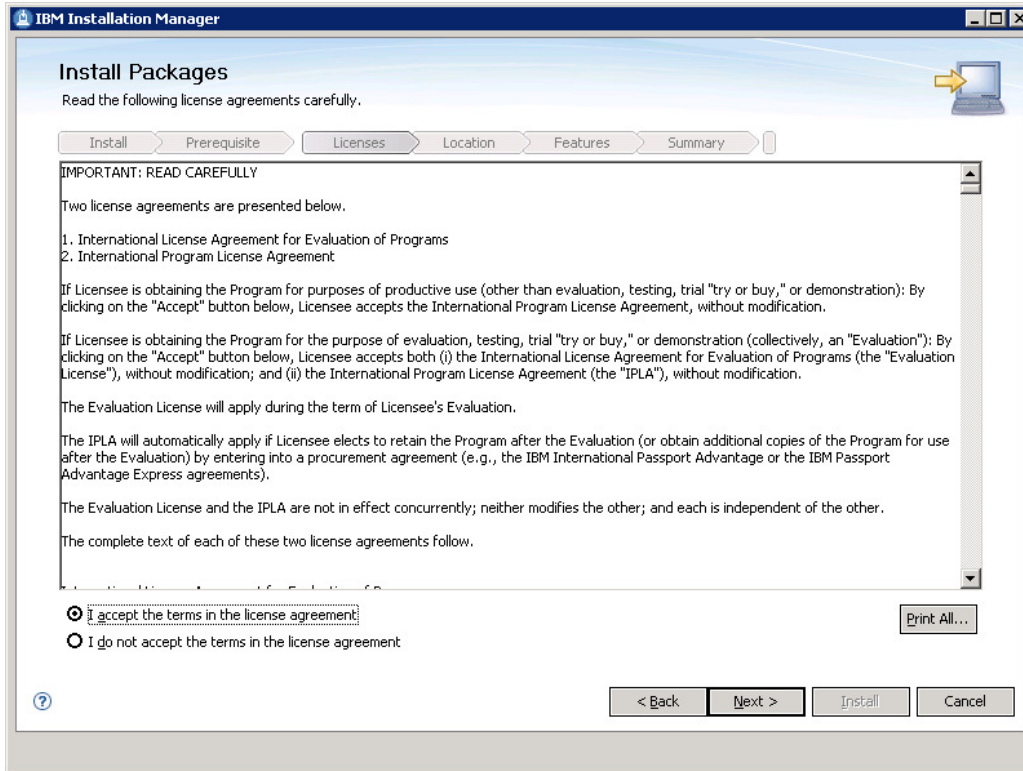 IBM Installation Manager
Install Packages
Read the following license agreements carefully.
Install
Prerequisite
Licenses
Location
Features
Summary
IMPORTANT: READ CAREFULLY
Two license agreements are presented below.
1. International License Agreement for Evaluation of Programs
2. International Program License Agreement
If Licensee is obtaining the Program for purposes of productive use (other than evaluation, testing, trial "try or buy," or demonstration): By
clicking on the "Accept" button below, Licensee accepts the International Program License Agreement, without modification.
If Licensee is obtaining the Program for the purpose of evaluation, testing, trial "try or buy," or demonstration (collectively, an "Evaluation"): By
clicking on the "Accept" button below, Licensee accepts both (i) the International License Agreement for Evaluation of Programs (the "Evaluation
License"), without modification; and (ii) the International Program License Agreement (the "IPLA"), without modification.
The Evaluation License will apply during the term of Licensee's Evaluation.
The IPLA will automatically apply if Licensee elects to retain the Program after the Evaluation (or obtain additional copies of the Program for use
after the Evaluation) by entering into a procurement agreement (e.g., the IBM International Passport Advantage or the IBM Passport
Advantage Express agreements).
The Evaluation License and the IPLA are not in effect concurrently; neither modifies the other; and each is independent of the other.
The complete text of each of these two license agreements follow.
I accept the terms in the license agreement
Print All...
I do not accept the terms in the license agreement
?
< Back
Next >
Install
Cancel